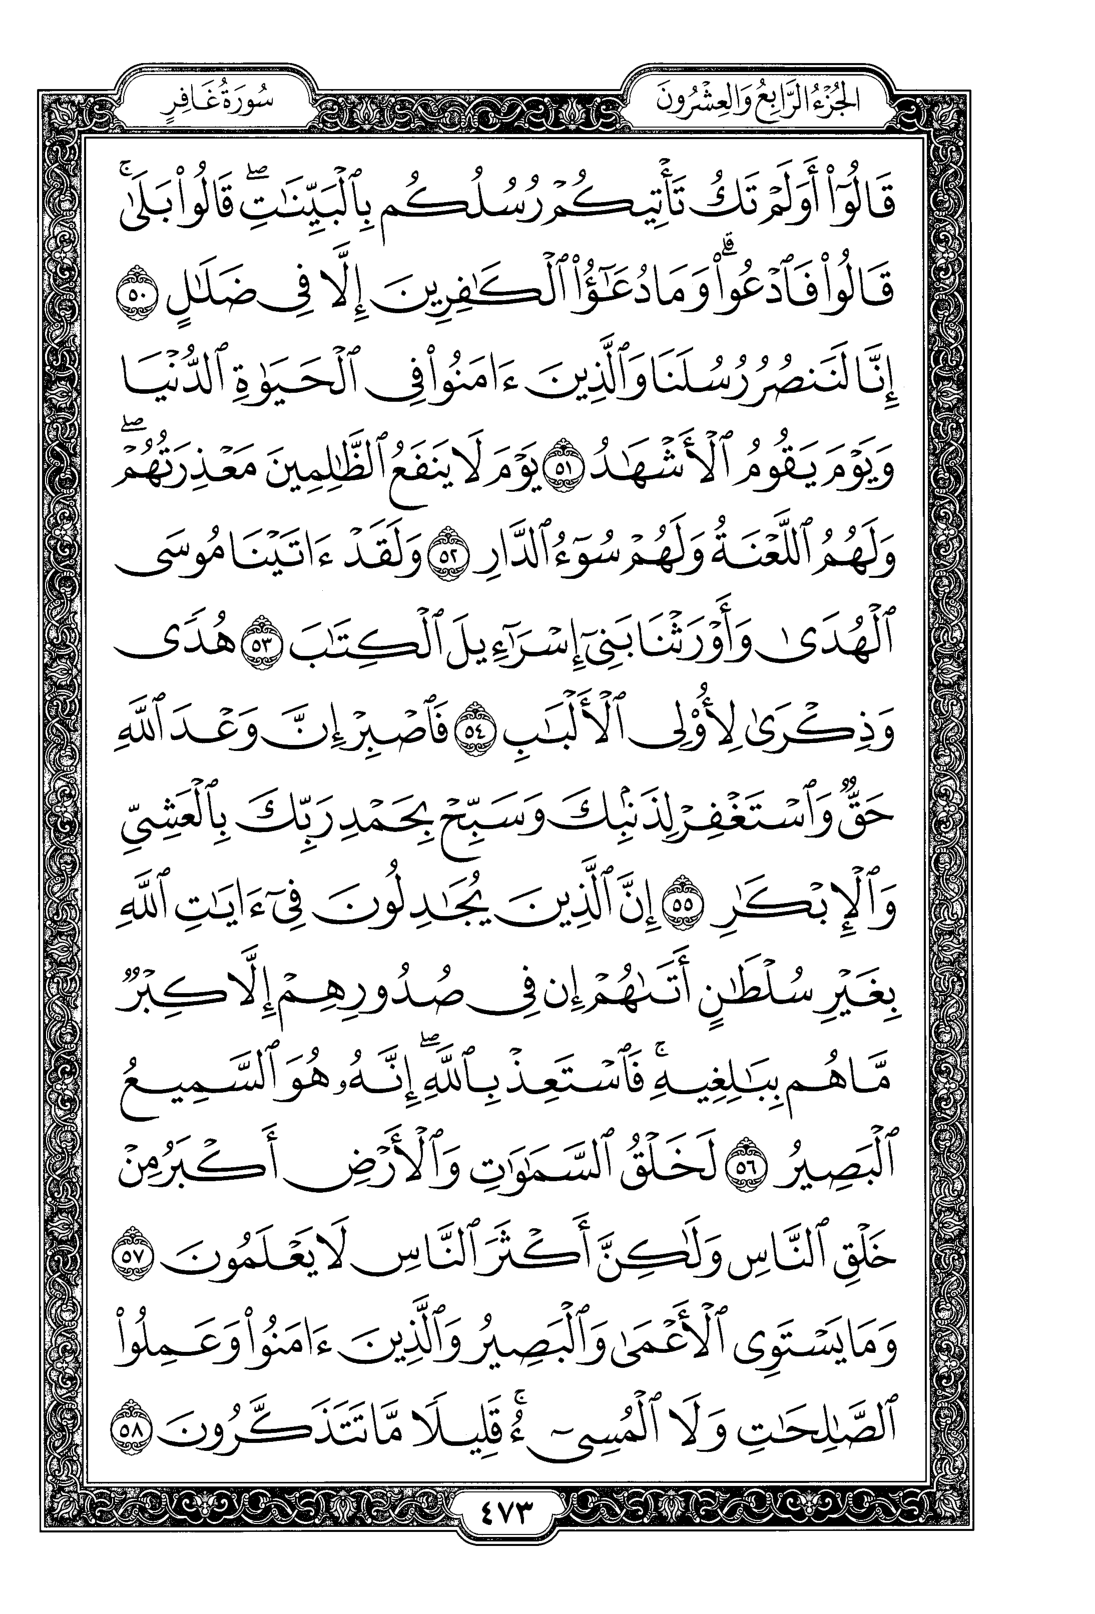 سُورَةُ غَافِرٍ
الجُزْءُ الرَّابِعُ وَالعِشْرُونَ
قَالُوٓا۟ أَوَلَمْ تَكُ تَأْتِيكُمْ رُسُلُكُم بِٱلْبَيِّنَـٰتِ ۖ قَالُوا۟ بَلَىٰ ۚ
قَالُوا۟ فَٱدْعُوا۟ ۗ وَمَا دُعَـٰٓؤُا۟ ٱلْكَـٰفِرِينَ إِلَّا فِى ضَلَـٰلٍ ٥٠
إِنَّا لَنَنصُرُ رُسُلَنَا وَٱلَّذِينَ ءَامَنُوا۟ فِى ٱلْحَيَوٰةِ ٱلدُّنْيَا
وَيَوْمَ يَقُومُ ٱلْأَشْهَـٰدُ ٥١ يَوْمَ لَا يَنفَعُ ٱلظَّـٰلِمِينَ مَعْذِرَتُهُمْ ۖ
وَلَهُمُ ٱللَّعْنَةُ وَلَهُمْ سُوٓءُ ٱلدَّارِ ٥٢ وَلَقَدْ ءَاتَيْنَا مُوسَى
ٱلْهُدَىٰ وَأَوْرَثْنَا بَنِىٓ إِسْرَٰٓءِيلَ ٱلْكِتَـٰبَ ٥٣ هُدًى
وَذِكْرَىٰ لِأُو۟لِى ٱلْأَلْبَـٰبِ ٥٤ فَٱصْبِرْ إِنَّ وَعْدَ ٱللَّهِ
حَقٌّ وَٱسْتَغْفِرْ لِذَنۢبِكَ وَسَبِّحْ بِحَمْدِ رَبِّكَ بِٱلْعَشِىِّ
وَٱلْإِبْكَـٰرِ ٥٥ إِنَّ ٱلَّذِينَ يُجَـٰدِلُونَ فِىٓ ءَايَـٰتِ ٱللَّهِ
بِغَيْرِ سُلْطَـٰنٍ أَتَىٰهُمْ إِن فِى صُدُورِهِمْ إِلَّا كِبْرٌ
مَّا هُم بِبَـٰلِغِيهِ ۚ فَٱسْتَعِذْ بِٱللَّهِ ۖ إِنَّهُۥ هُوَ ٱلسَّمِيعُ
ٱلْبَصِيرُ ٥٦ لَخَلْقُ ٱلسَّمَـٰوَٰتِ وَٱلْأَرْضِ أَكْبَرُ مِنْ
خَلْقِ ٱلنَّاسِ وَلَـٰكِنَّ أَكْثَرَ ٱلنَّاسِ لَا يَعْلَمُونَ ٥٧
وَمَا يَسْتَوِى ٱلْأَعْمَىٰ وَٱلْبَصِيرُ وَٱلَّذِينَ ءَامَنُوا۟ وَعَمِلُوا۟
ٱلصَّـٰلِحَـٰتِ وَلَا ٱلْمُسِىٓءُ ۚ قَلِيلًا مَّا تَتَذَكَّرُونَ ٥٨
٤٧٣